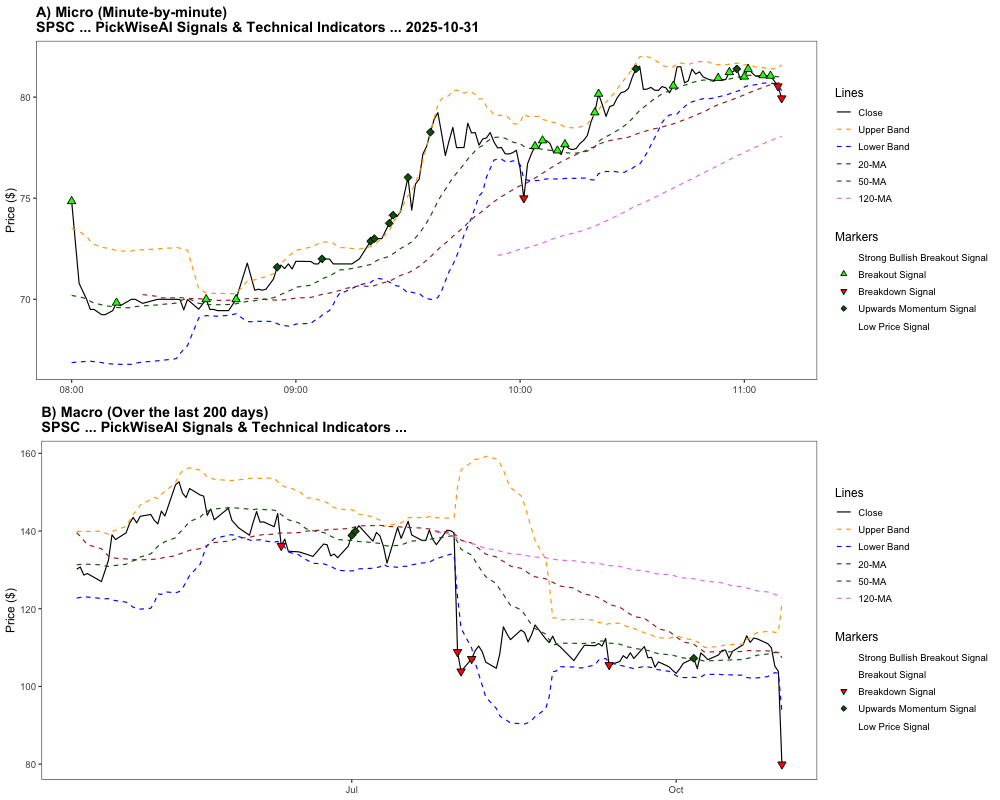 A) Micro (Minute-by-minute)
SPSC ... PickWiseAI Signals & Technical Indicators ... 2025-10-31
Price ($)
80
75
70
08:00
09:00
10:00
11:00
Lines
Close
Upper Band
Lower Band
20-MA
50-MA
120-MA
Markers
Strong Bullish Breakout Signal
Breakout Signal
Breakdown Signal
Upwards Momentum Signal
Low Price Signal
B) Macro (Over the last 200 days)
SPSC ... PickWiseAI Signals & Technical Indicators ...
Price ($)
160
140
120
100
80
Jul
Oct
Lines
Close
Upper Band
Lower Band
20-MA
50-MA
120-MA
Markers
Strong Bullish Breakout Signal
Breakout Signal
Breakdown Signal
Upwards Momentum Signal
Low Price Signal